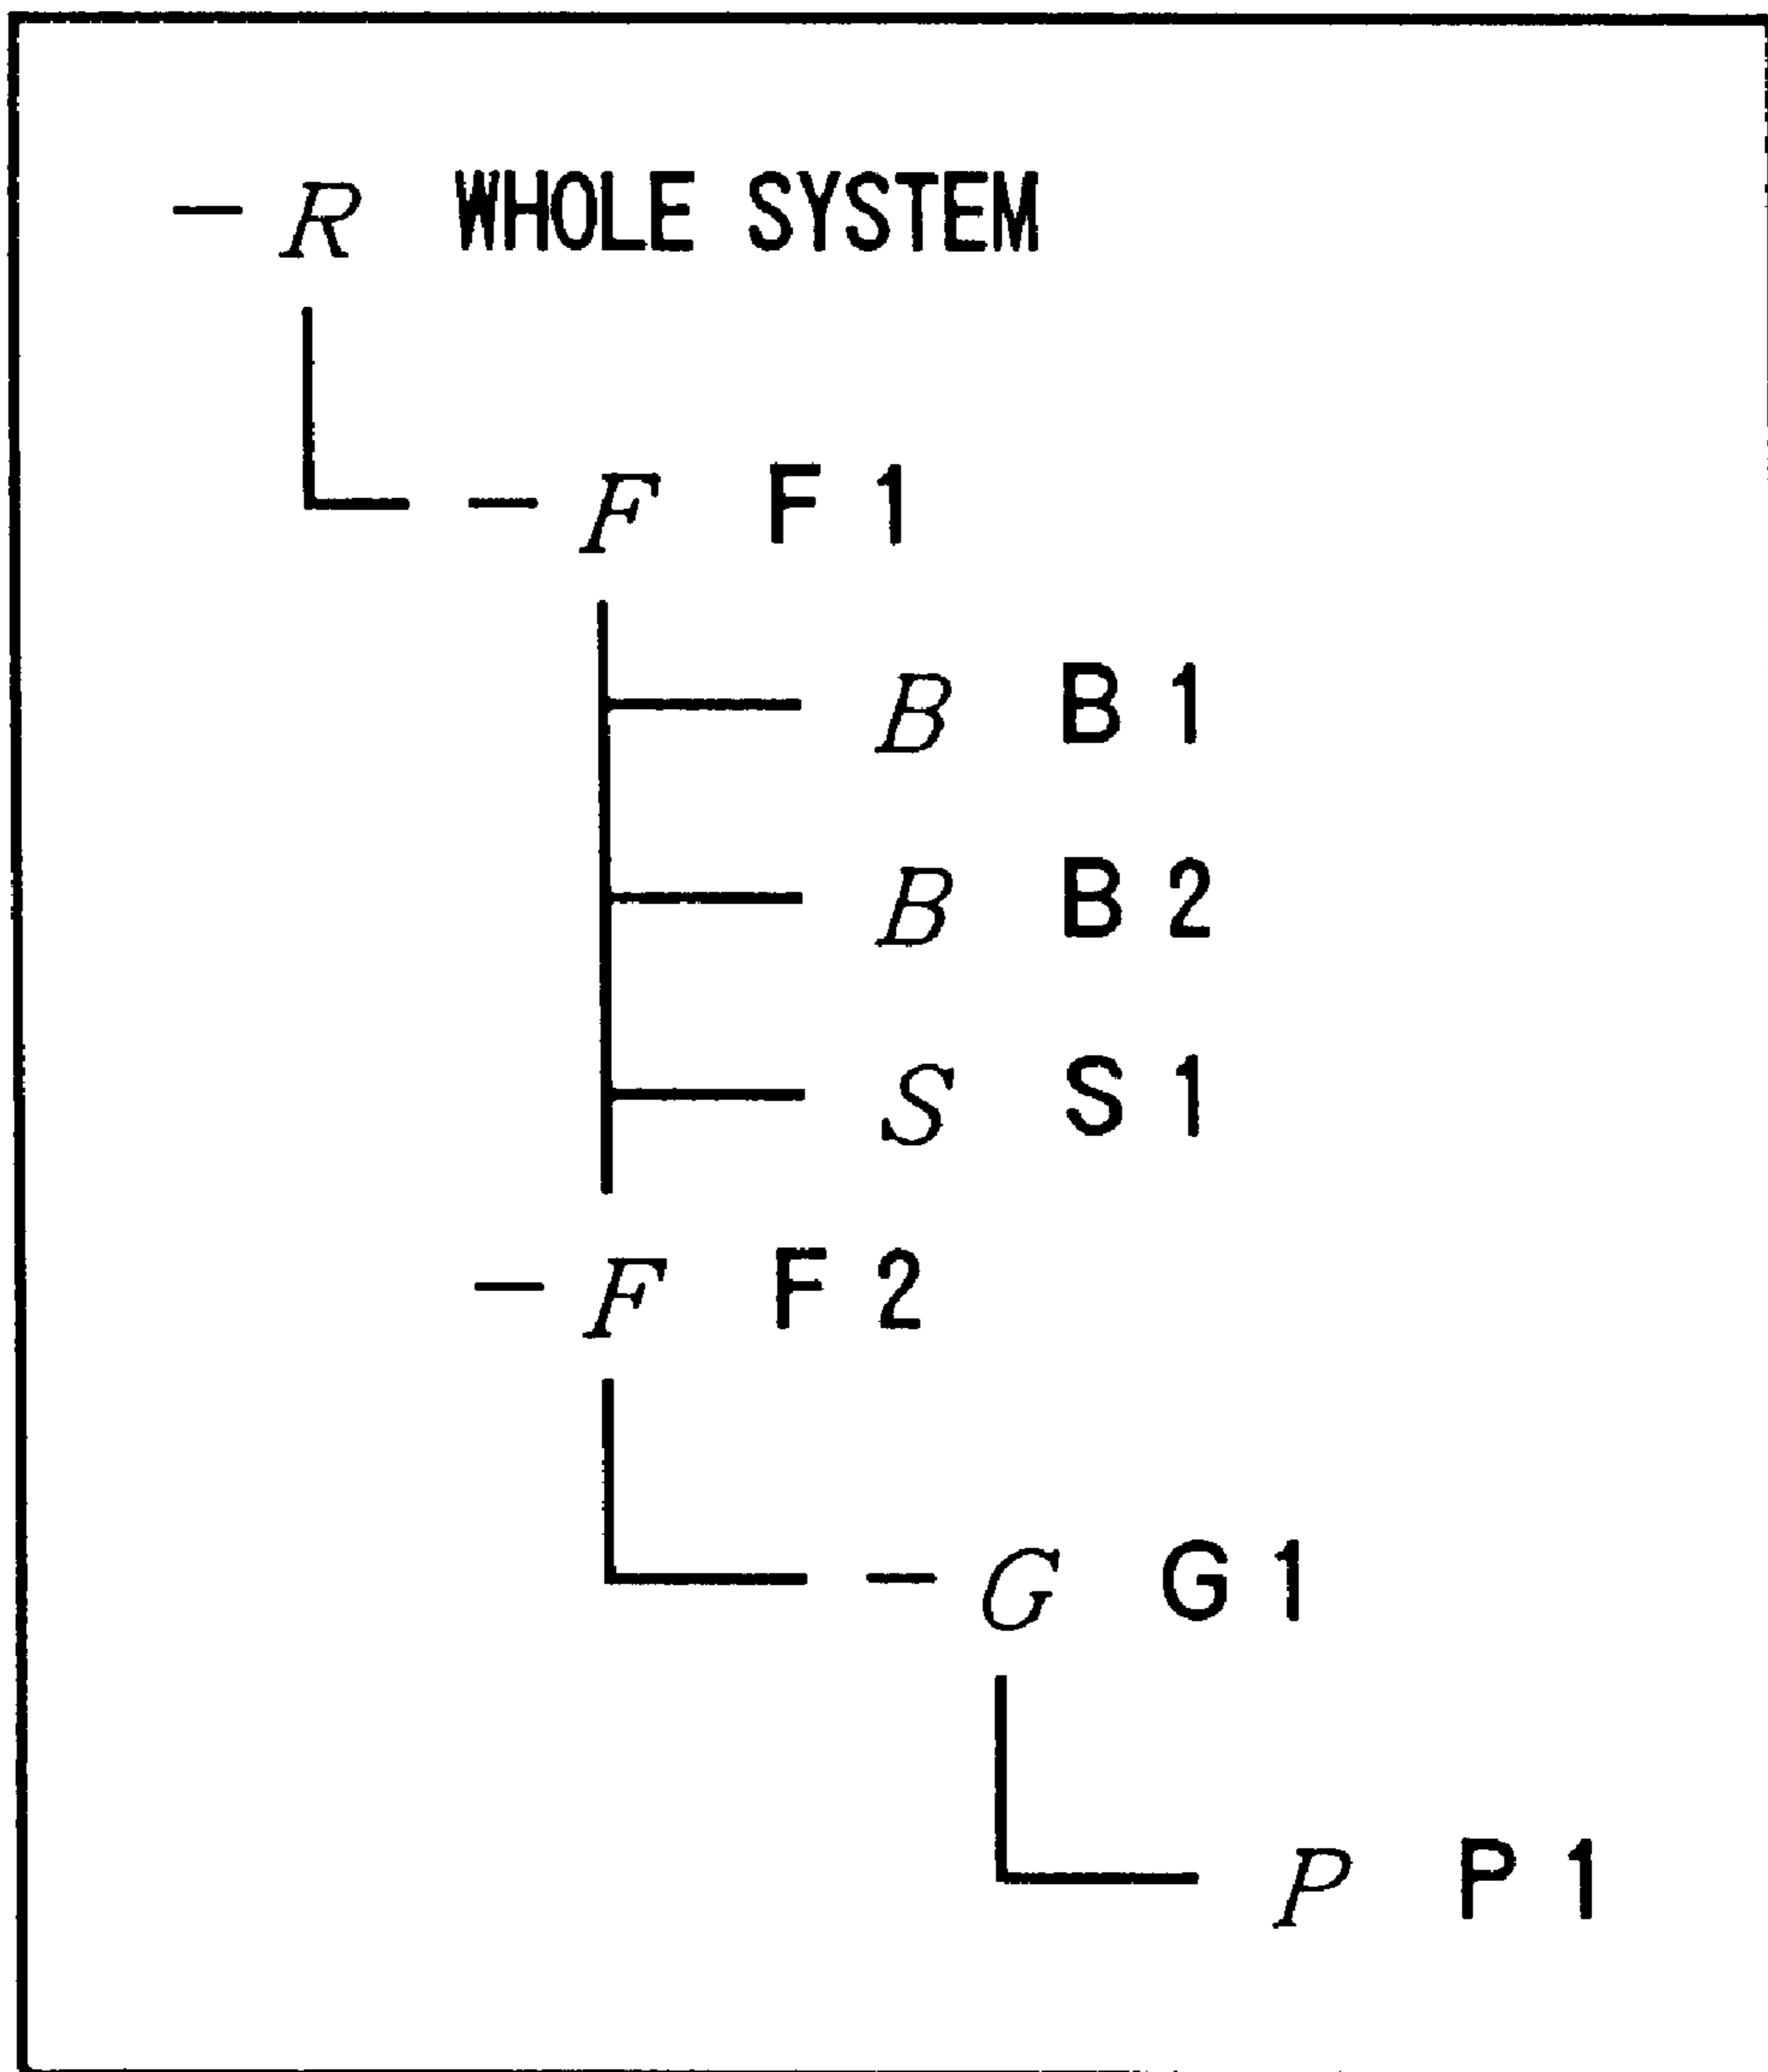 − R WHOLE SYSTEM
− F F1
B B1
B B2
S S1
− F F2
− G G1
P P1